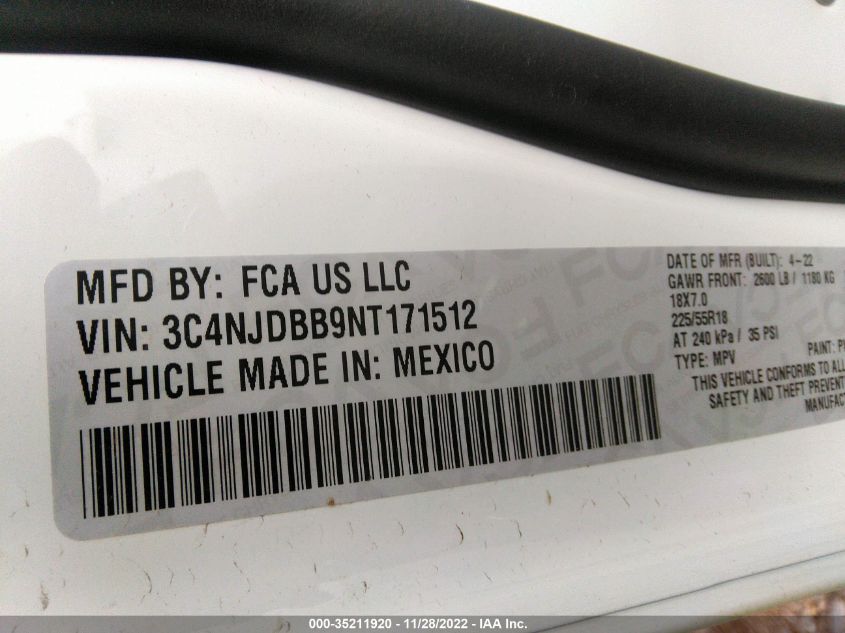 MFD BY: FCA US LLC
VIN: 3C4NJDBB9NT171512
VEHICLE MADE IN: MEXICO
DATE OF MFR (BUILT): 4-22
GAWR FRONT: 2600 LB / 1180 KG
18X7.0
225/55R18
AT 240 kPa / 35 PSI
TYPE: MPV
PAINT:
THIS VEHICLE CONFORMS TO ALL
SAFETY AND THEFT PREVENT
MANUFACT
000-35211920 - 11/28/2022 - IAA Inc.